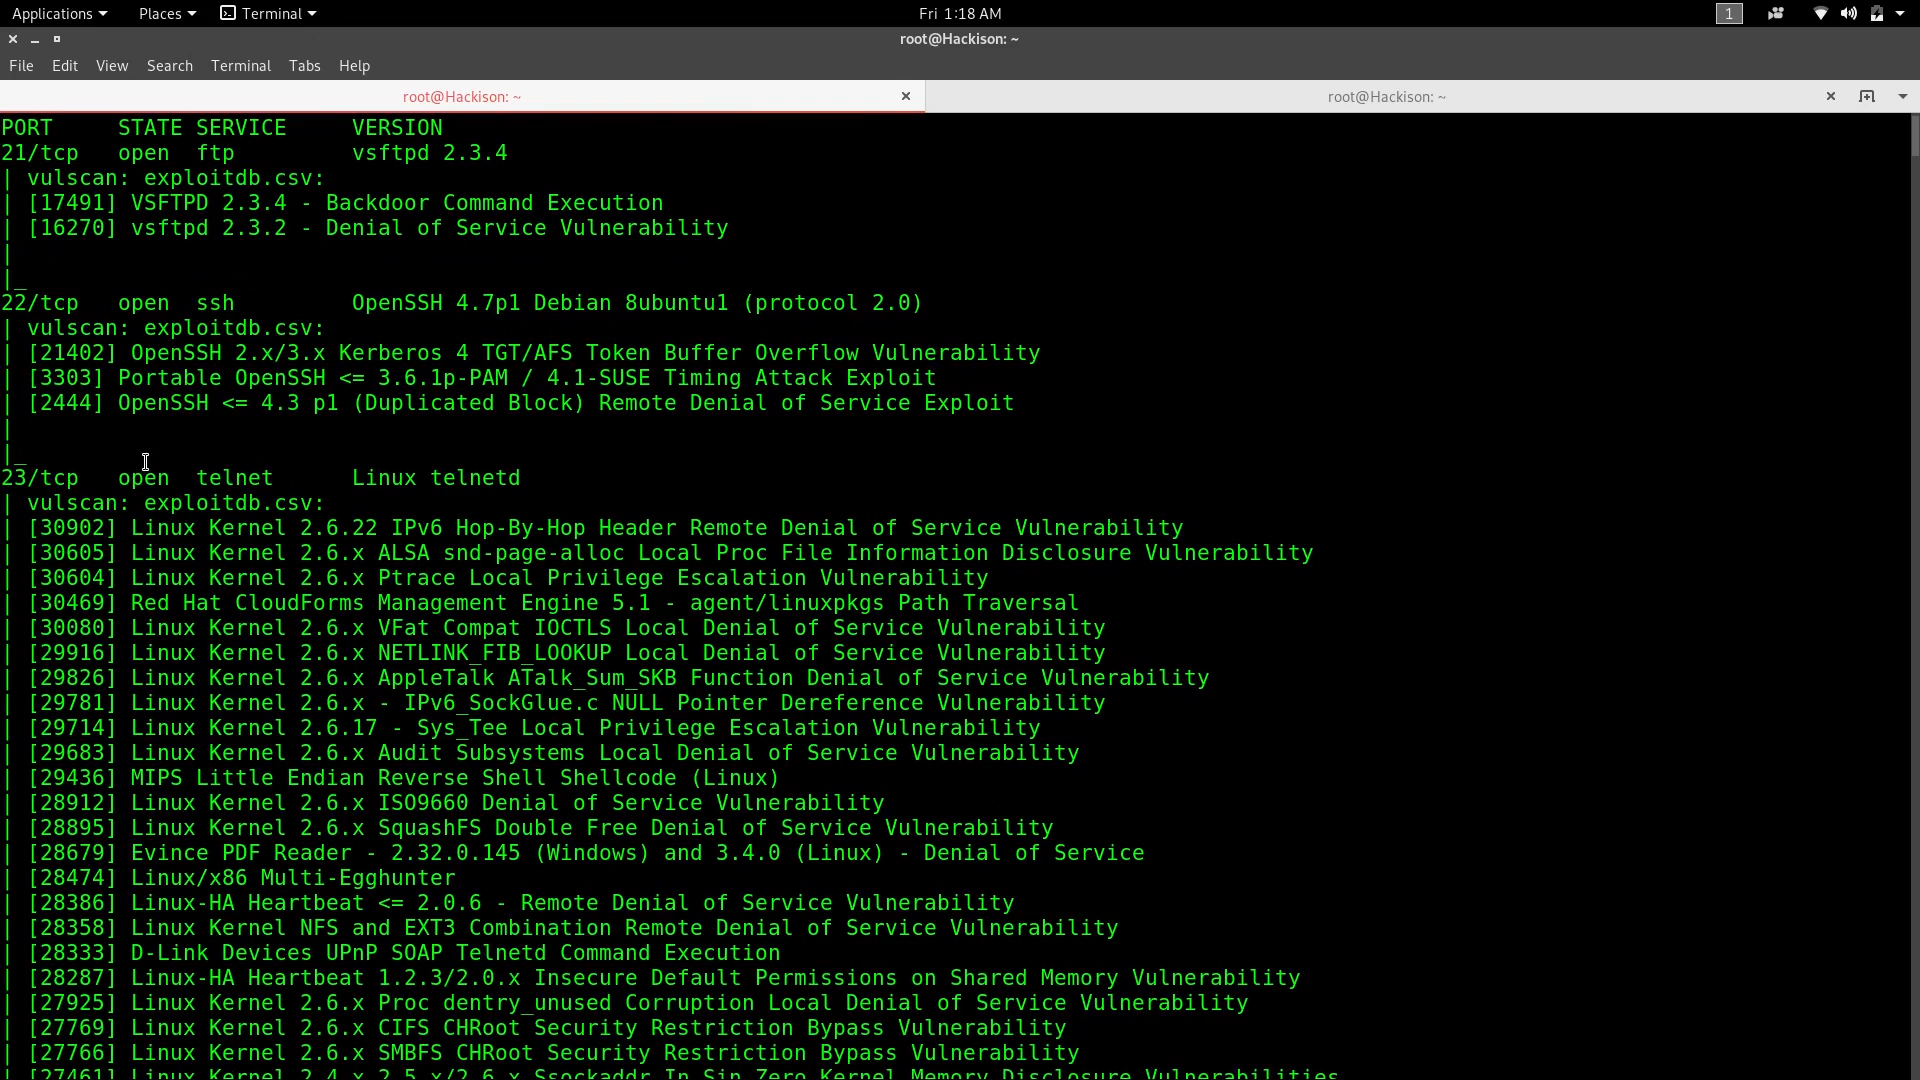 Applications Places Terminal Fri 1:18 AM 1
root@Hackison: ~
File Edit View Search Terminal Tabs Help
root@Hackison: ~ root@Hackison: ~
PORT     STATE SERVICE     VERSION
21/tcp   open  ftp         vsftpd 2.3.4
| vulscan: exploitdb.csv:
| [17491] VSFTPD 2.3.4 - Backdoor Command Execution
| [16270] vsftpd 2.3.2 - Denial of Service Vulnerability
|
|_
22/tcp   open  ssh         OpenSSH 4.7p1 Debian 8ubuntu1 (protocol 2.0)
| vulscan: exploitdb.csv:
| [21402] OpenSSH 2.x/3.x Kerberos 4 TGT/AFS Token Buffer Overflow Vulnerability
| [3303] Portable OpenSSH <= 3.6.1p-PAM / 4.1-SUSE Timing Attack Exploit
| [2444] OpenSSH <= 4.3 p1 (Duplicated Block) Remote Denial of Service Exploit
|
|_
23/tcp   open  telnet      Linux telnetd
| vulscan: exploitdb.csv:
| [30902] Linux Kernel 2.6.22 IPv6 Hop-By-Hop Header Remote Denial of Service Vulnerability
| [30605] Linux Kernel 2.6.x ALSA snd-page-alloc Local Proc File Information Disclosure Vulnerability
| [30604] Linux Kernel 2.6.x Ptrace Local Privilege Escalation Vulnerability
| [30469] Red Hat CloudForms Management Engine 5.1 - agent/linuxpkgs Path Traversal
| [30080] Linux Kernel 2.6.x VFat Compat IOCTLS Local Denial of Service Vulnerability
| [29916] Linux Kernel 2.6.x NETLINK_FIB_LOOKUP Local Denial of Service Vulnerability
| [29826] Linux Kernel 2.6.x AppleTalk ATalk_Sum_SKB Function Denial of Service Vulnerability
| [29781] Linux Kernel 2.6.x - IPv6_SockGlue.c NULL Pointer Dereference Vulnerability
| [29714] Linux Kernel 2.6.17 - Sys_Tee Local Privilege Escalation Vulnerability
| [29683] Linux Kernel 2.6.x Audit Subsystems Local Denial of Service Vulnerability
| [29436] MIPS Little Endian Reverse Shell Shellcode (Linux)
| [28912] Linux Kernel 2.6.x ISO9660 Denial of Service Vulnerability
| [28895] Linux Kernel 2.6.x SquashFS Double Free Denial of Service Vulnerability
| [28679] Evince PDF Reader - 2.32.0.145 (Windows) and 3.4.0 (Linux) - Denial of Service
| [28474] Linux/x86 Multi-Egghunter
| [28386] Linux-HA Heartbeat <= 2.0.6 - Remote Denial of Service Vulnerability
| [28358] Linux Kernel NFS and EXT3 Combination Remote Denial of Service Vulnerability
| [28333] D-Link Devices UPnP SOAP Telnetd Command Execution
| [28287] Linux-HA Heartbeat 1.2.3/2.0.x Insecure Default Permissions on Shared Memory Vulnerability
| [27925] Linux Kernel 2.6.x Proc dentry_unused Corruption Local Denial of Service Vulnerability
| [27769] Linux Kernel 2.6.x CIFS CHRoot Security Restriction Bypass Vulnerability
| [27766] Linux Kernel 2.6.x SMBFS CHRoot Security Restriction Bypass Vulnerability
| [27461] Linux Kernel 2.4.x 2.5.x/2.6.x Ssockaddr_In Sin_Zero Kernel Memory Disclosure Vulnerabilities